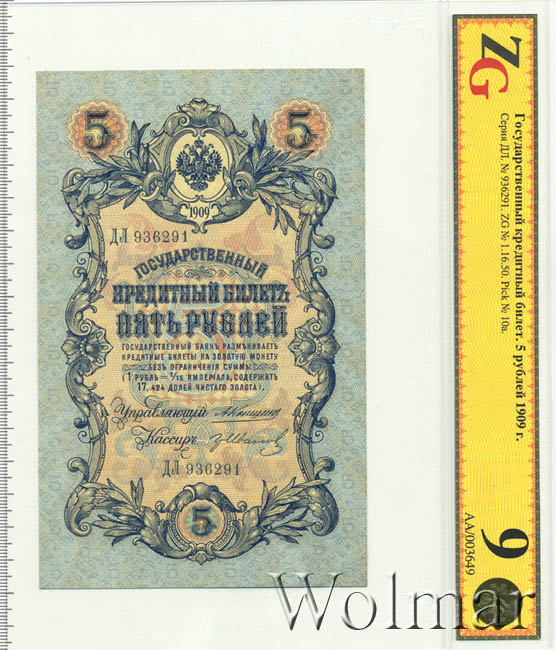 5 5
1909
ДЛ 936291
ГОСУДАРСТВЕННЫЙ
КРЕДИТНЫЙ БИЛЕТЪ
ПЯТЬ РУБЛЕЙ
ГОСУДАРСТВЕННЫЙ БАНКЪ РАЗМѢНИВАЕТЪ
КРЕДИТНЫЕ БИЛЕТЫ НА ЗОЛОТУЮ МОНЕТУ
БЕЗЪ ОГРАНИЧЕНІЯ СУММЫ
(1 РУБЛЬ = 1/15 ИМПЕРІАЛА, СОДЕРЖИТЪ
17,424 ДОЛЕЙ ЧИСТАГО ЗОЛОТА).
Управляющій
Кассиръ
ДЛ 936291
5
ZG
Государственный кредитный билет. 5 рублей 1909 г.
Серия ДЛ. № 936291. ZG № 1.16.50. Pick № 10a.
9
AA/003649
Wolmar